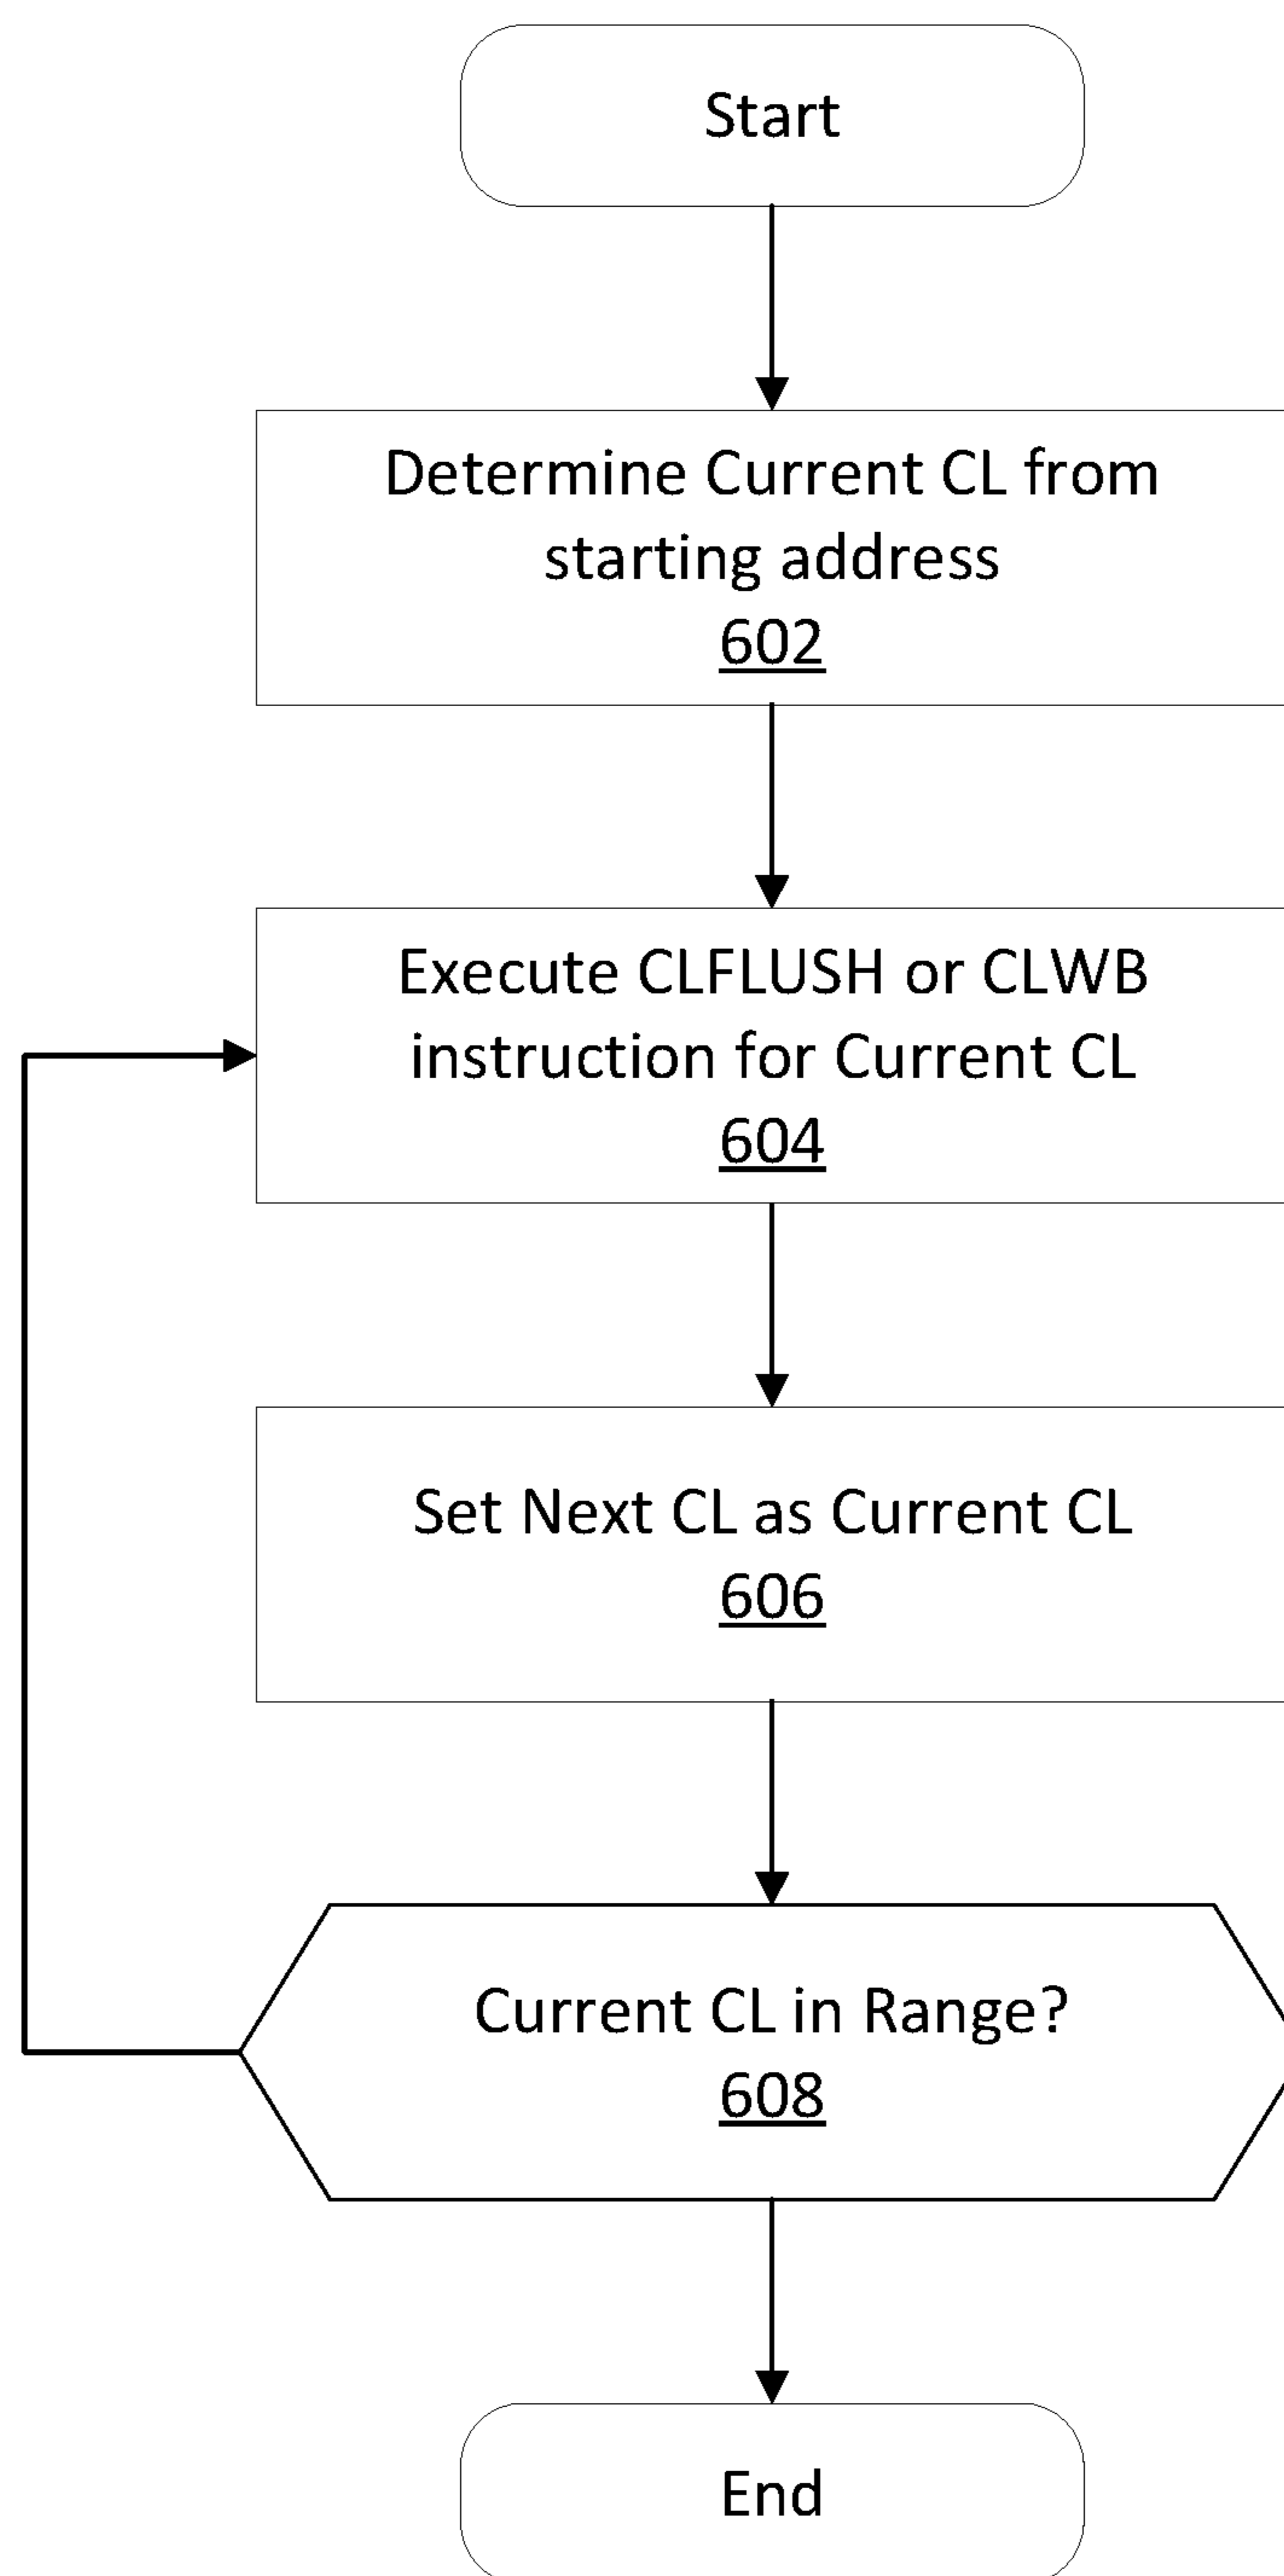 Start
Determine Current CL from
starting address
602
Execute CLFLUSH or CLWB
instruction for Current CL
604
Set Next CL as Current CL
606
Current CL in Range?
608
End